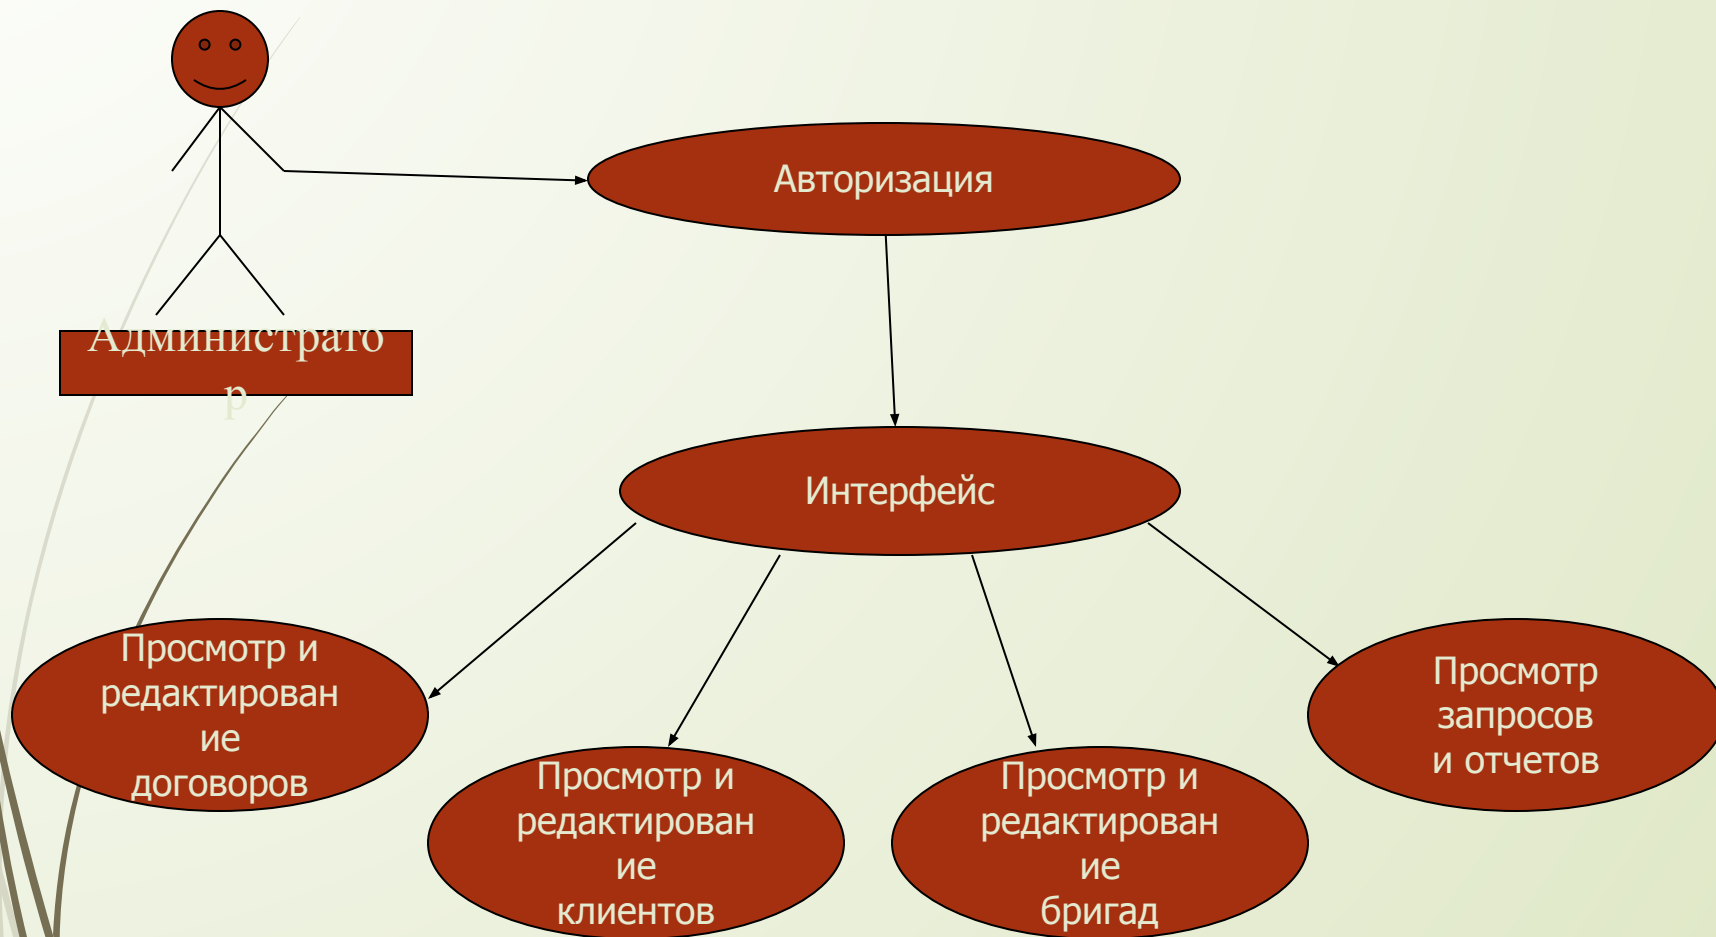 Авторизация
Администрато
р
Интерфейс
Просмотр и
редактирован
ие
договоров
Просмотр и
редактирован
ие
клиентов
Просмотр и
редактирован
ие
бригад
Просмотр
запросов
и отчетов